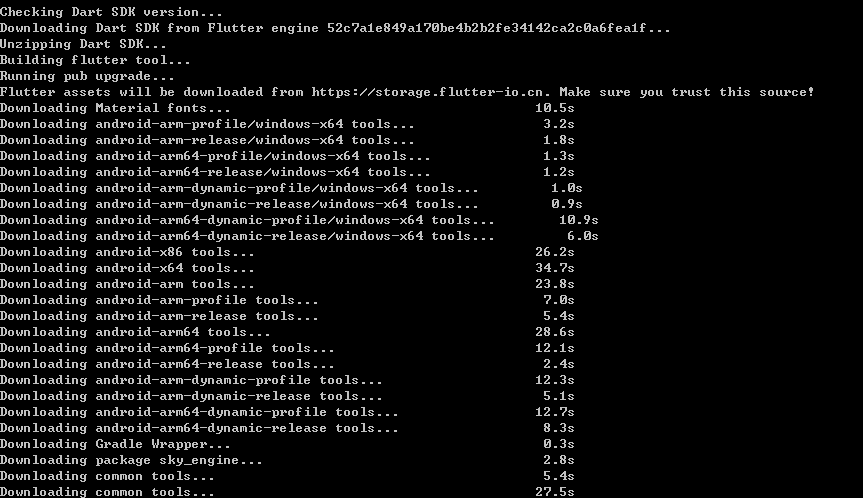 Checking Dart SDK version...
Downloading Dart SDK from Flutter engine 52c7a1e849a170be4b2b2fe34142ca2c0a6fea1f...
Unzipping Dart SDK...
Building flutter tool...
Running pub upgrade...
Flutter assets will be downloaded from https://storage.flutter-io.cn. Make sure you trust this source!
Downloading Material fonts... 10.5s
Downloading android-arm-profile/windows-x64 tools... 3.2s
Downloading android-arm-release/windows-x64 tools... 1.8s
Downloading android-arm64-profile/windows-x64 tools... 1.3s
Downloading android-arm64-release/windows-x64 tools... 1.2s
Downloading android-arm-dynamic-profile/windows-x64 tools... 1.0s
Downloading android-arm-dynamic-release/windows-x64 tools... 0.9s
Downloading android-arm64-dynamic-profile/windows-x64 tools... 10.9s
Downloading android-arm64-dynamic-release/windows-x64 tools... 6.0s
Downloading android-x86 tools... 26.2s
Downloading android-x64 tools... 34.7s
Downloading android-arm tools... 23.8s
Downloading android-arm-profile tools... 7.0s
Downloading android-arm-release tools... 5.4s
Downloading android-arm64 tools... 28.6s
Downloading android-arm64-profile tools... 12.1s
Downloading android-arm64-release tools... 2.4s
Downloading android-arm-dynamic-profile tools... 12.3s
Downloading android-arm-dynamic-release tools... 5.1s
Downloading android-arm64-dynamic-profile tools... 12.7s
Downloading android-arm64-dynamic-release tools... 8.3s
Downloading Gradle Wrapper... 0.3s
Downloading package sky_engine... 2.8s
Downloading common tools... 5.4s
Downloading common tools... 27.5s